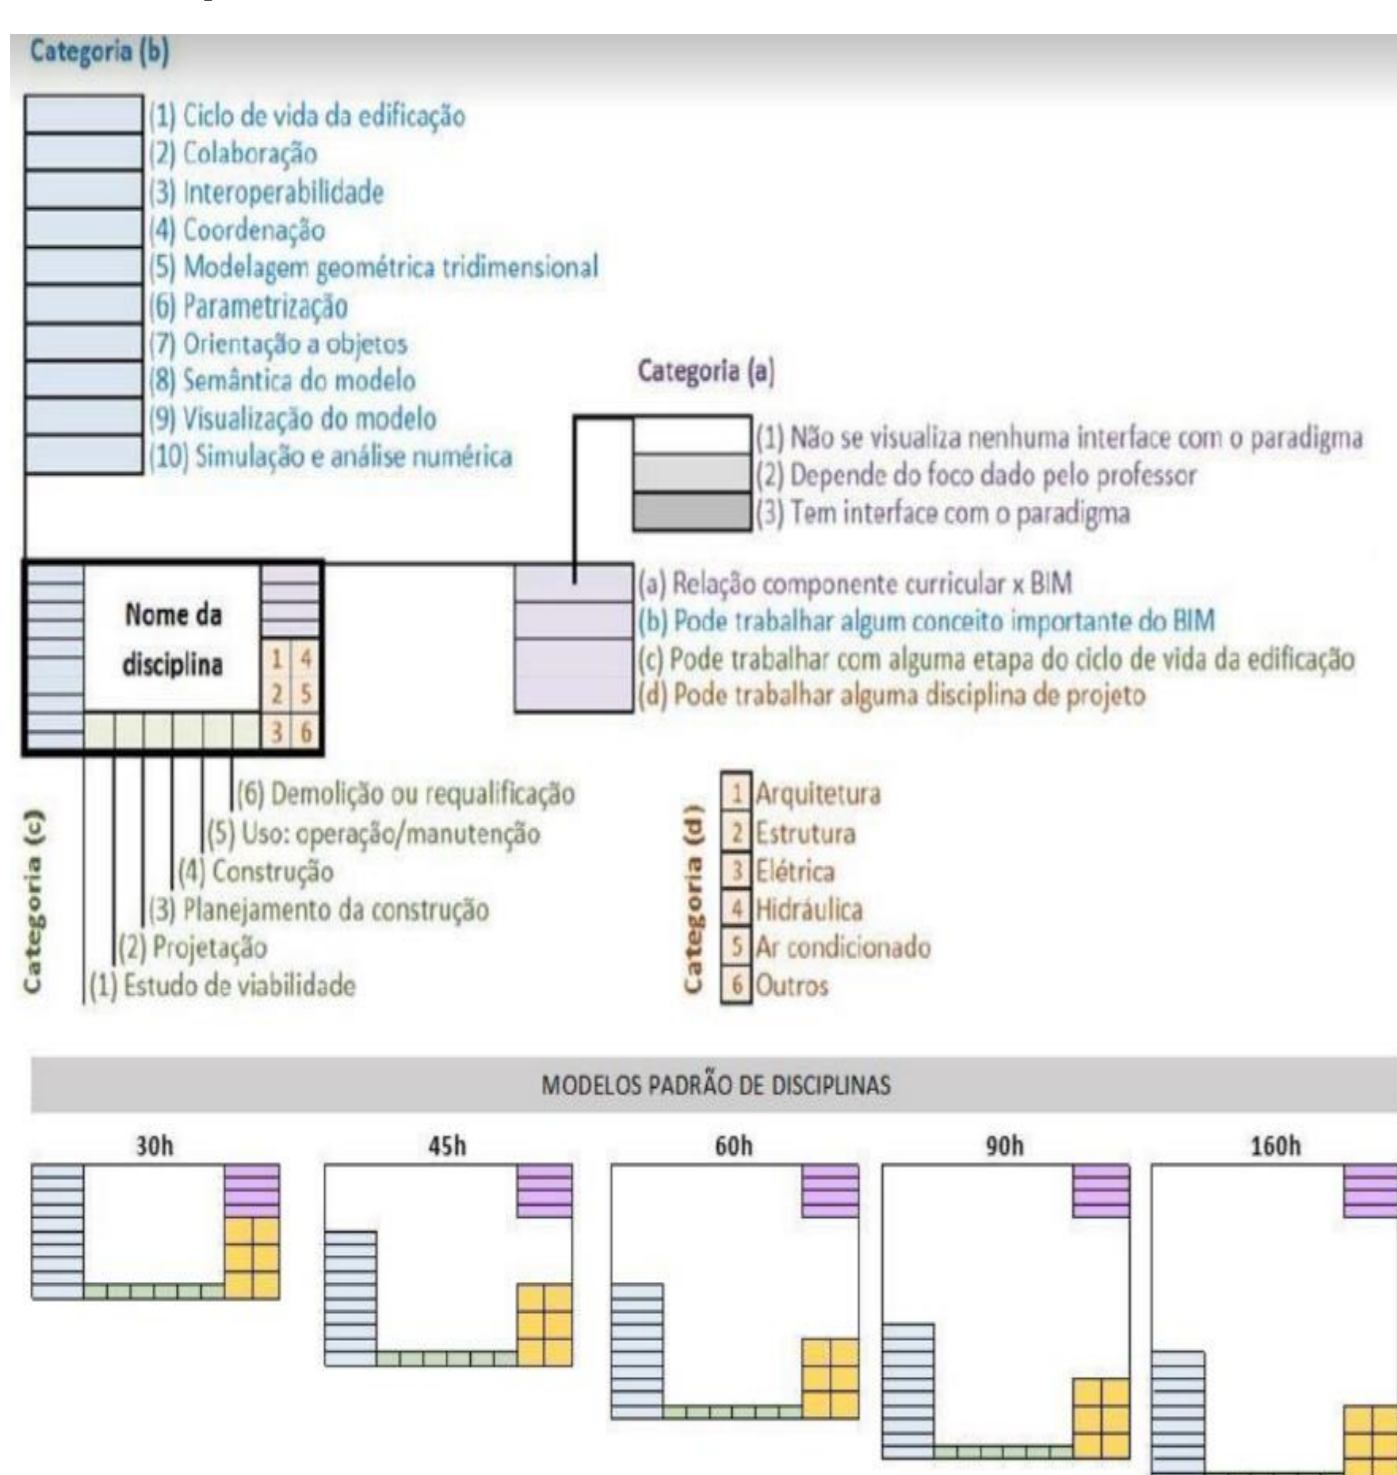 Categoria (b)
(1) Ciclo de vida da edificação
(2) Colaboração
(3) Interoperabilidade
(4) Coordenação
(5) Modelagem geométrica tridimensional
(6) Parametrização
(7) Orientação a objetos
(8) Semântica do modelo
(9) Visualização do modelo
(10) Simulação e análise numérica
Categoria (a)
(1) Não se visualiza nenhuma interface com o paradigma
(2) Depende do foco dado pelo professor
(3) Tem interface com o paradigma
Nome da
disciplina
1 4
2 5
3 6
(a) Relação componente curricular x BIM
(b) Pode trabalhar algum conceito importante do BIM
(c) Pode trabalhar com alguma etapa do ciclo de vida da edificação
(d) Pode trabalhar alguma disciplina de projeto
Categoria (c)
(6) Demolição ou requalificação
(5) Uso: operação/manutenção
(4) Construção
(3) Planejamento da construção
(2) Projetação
(1) Estudo de viabilidade
Categoria (d)
1 Arquitetura
2 Estrutura
3 Elétrica
4 Hidráulica
5 Ar condicionado
6 Outros
MODELOS PADRÃO DE DISCIPLINAS
30h 45h 60h 90h 160h